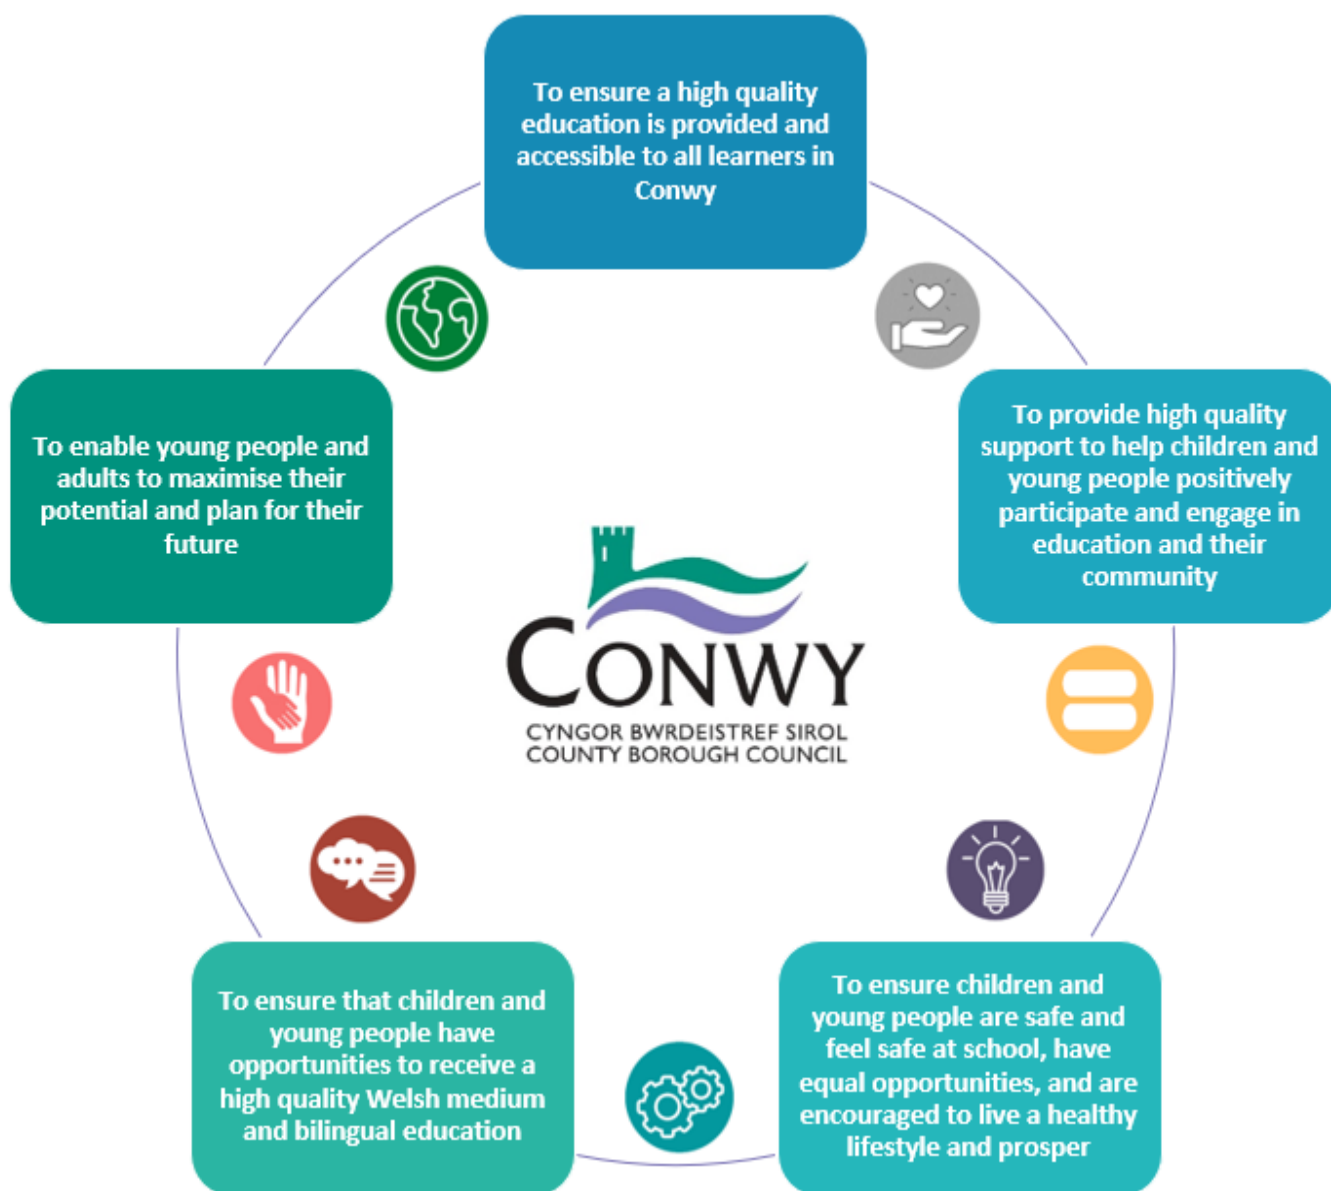 To ensure a high quality
education is provided and
accessible to all learners in
Conwy
To provide high quality
support to help children and
young people positively
participate and engage in
education and their
community
To ensure children and
young people are safe and
feel safe at school, have
equal opportunities, and are
encouraged to live a healthy
lifestyle and prosper
To ensure that children and
young people have
opportunities to receive a
high quality Welsh medium
and bilingual education
To enable young people and
adults to maximise their
potential and plan for their
future
CONWY
CYNGOR BWRDEISTREF SIROL
COUNTY BOROUGH COUNCIL